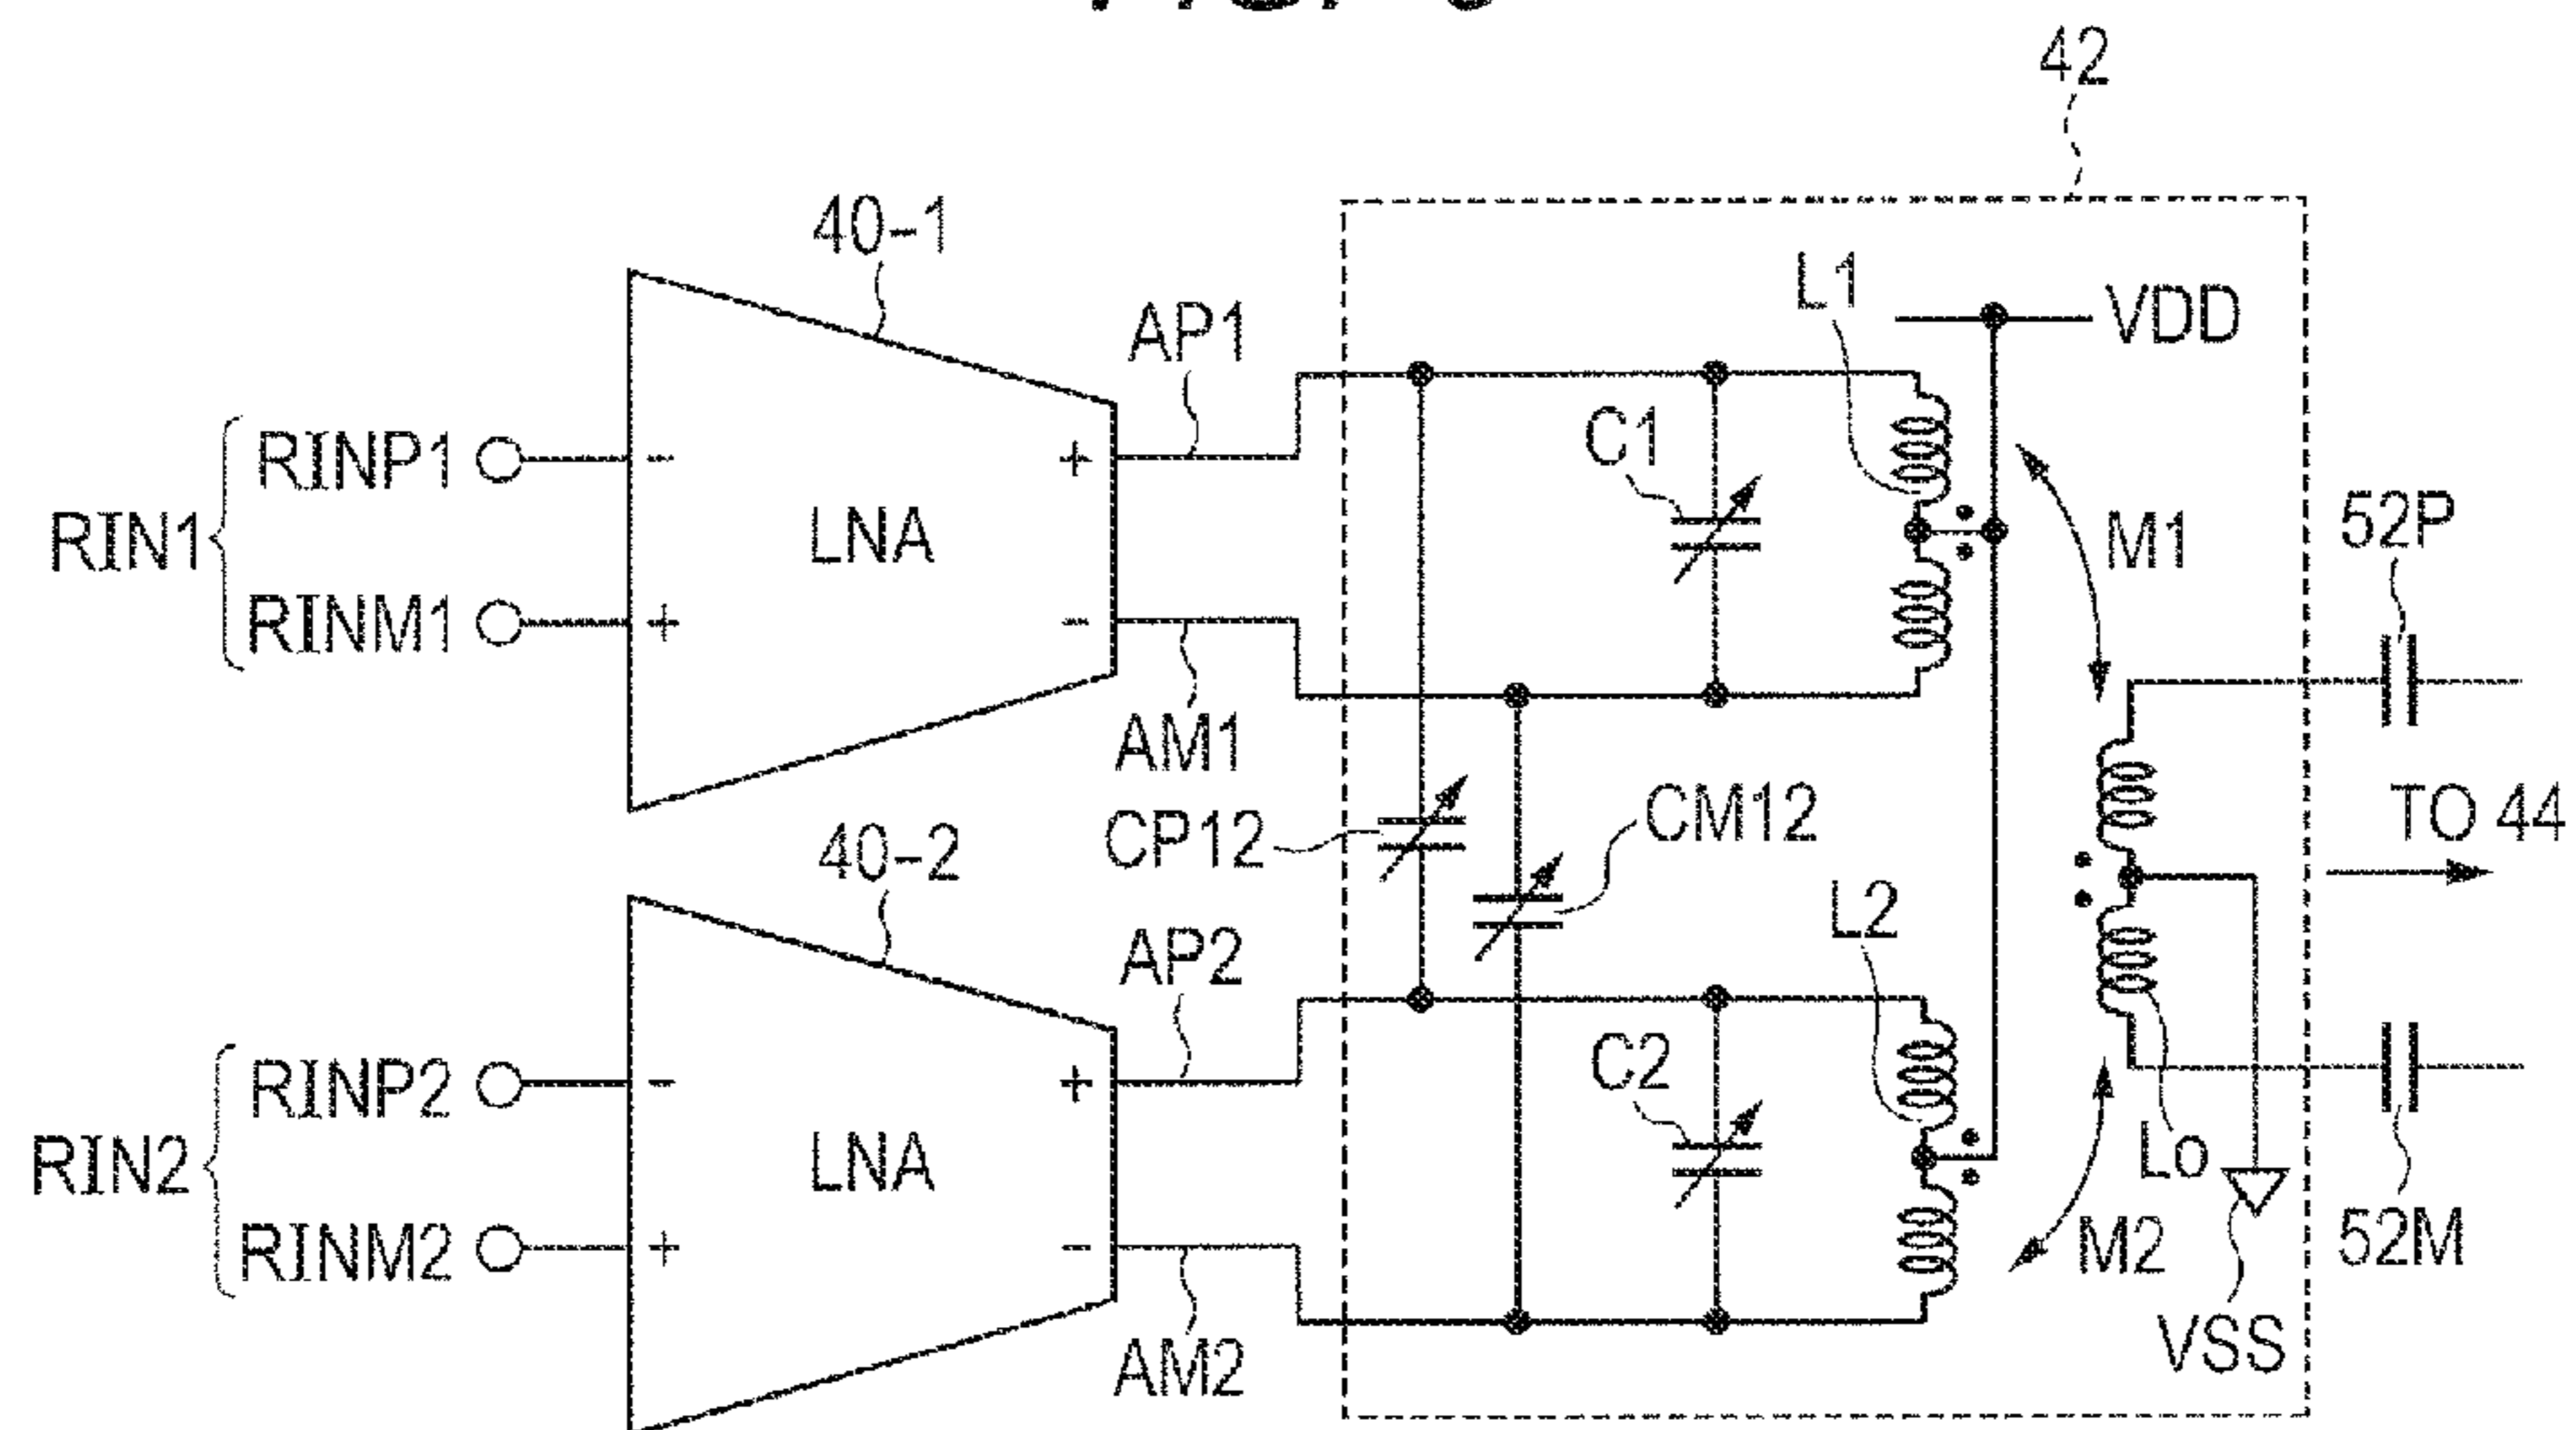 42
40-1
L1
VDD
AP1
C1
RIN1
RINP1
-
+
LNA
M1
52P
RINM1
+
-
AM1
CP12
CM12
TO 44
40-2
L2
AP2
C2
RIN2
RINP2
-
+
LNA
Lo
RINM2
+
-
M2
52M
AM2
VSS